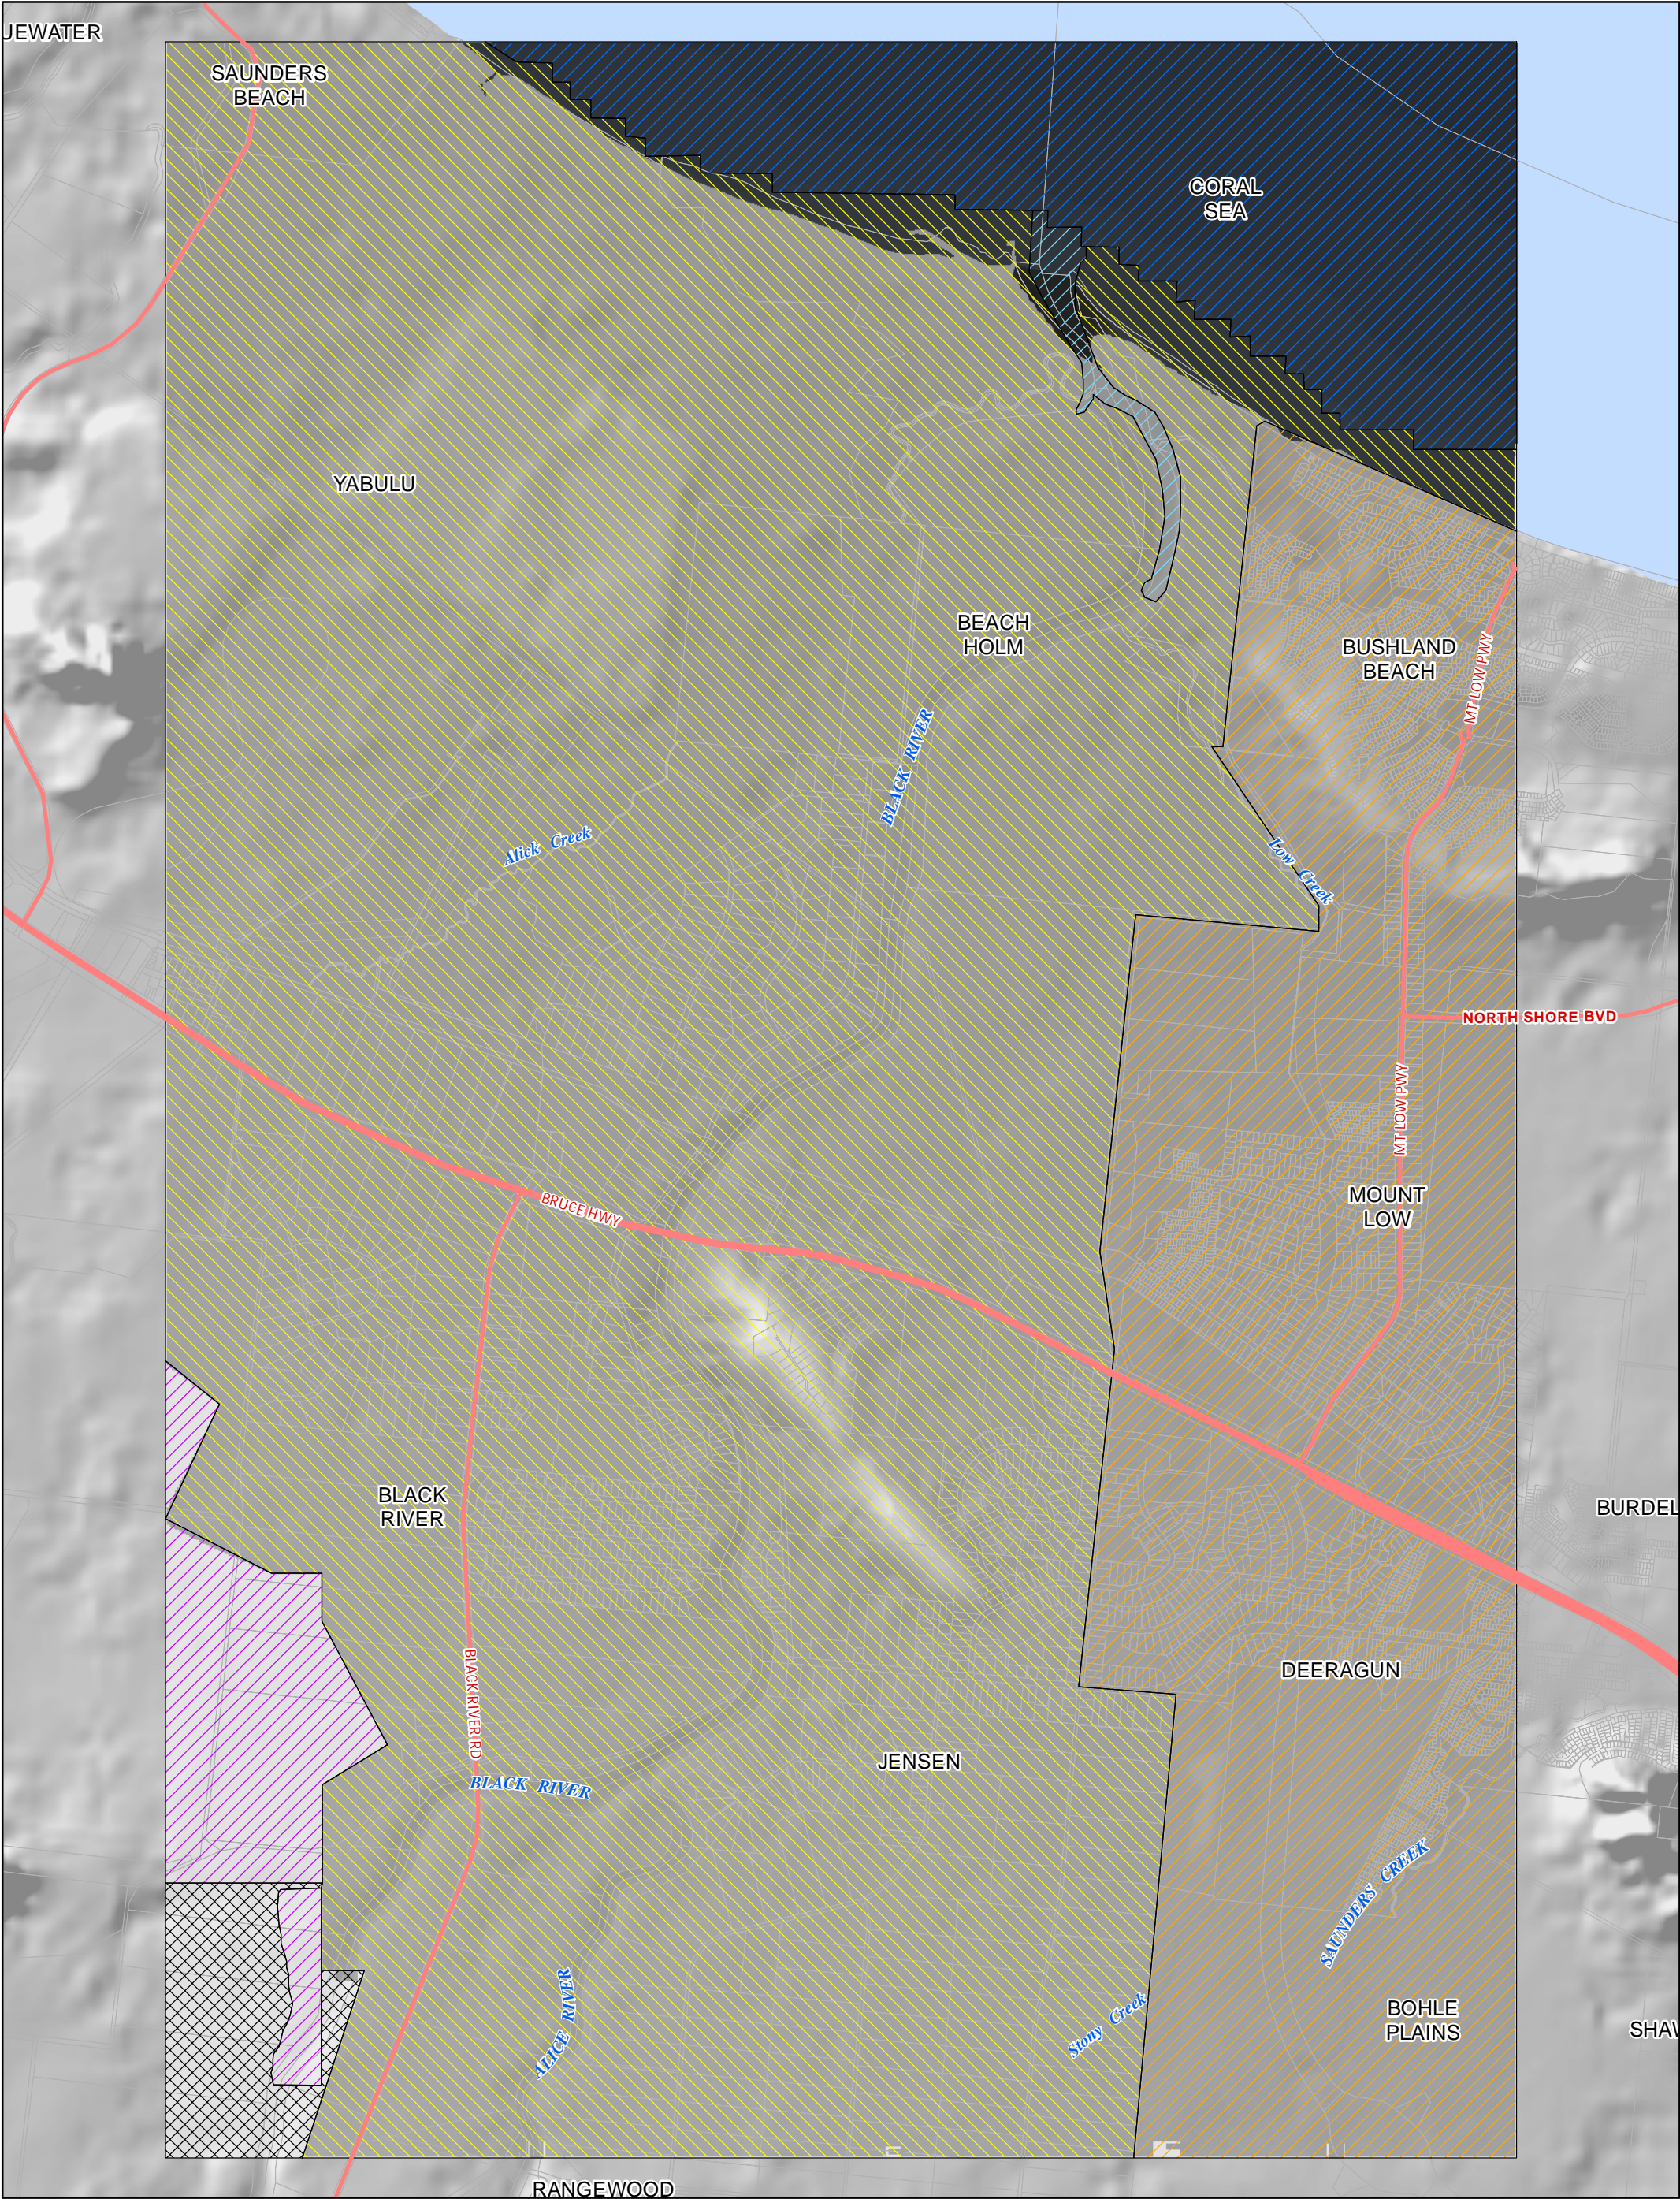 JEWATER
SAUNDERS
BEACH
CORAL
SEA
YABULU
BEACH
HOLM
BUSHLAND
BEACH
MT LOW PWY
BLACK RIVER
Alick Creek
Low Creek
NORTH SHORE BVD
MT LOW PWY
MOUNT
LOW
BRUCE HWY
BLACK
RIVER
BURDEL
DEERAGUN
BLACK RIVER RD
JENSEN
BLACK RIVER
SAUNDERS CREEK
ALICE RIVER
Stony Creek
BOHLE
PLAINS
SHAW
RANGEWOOD